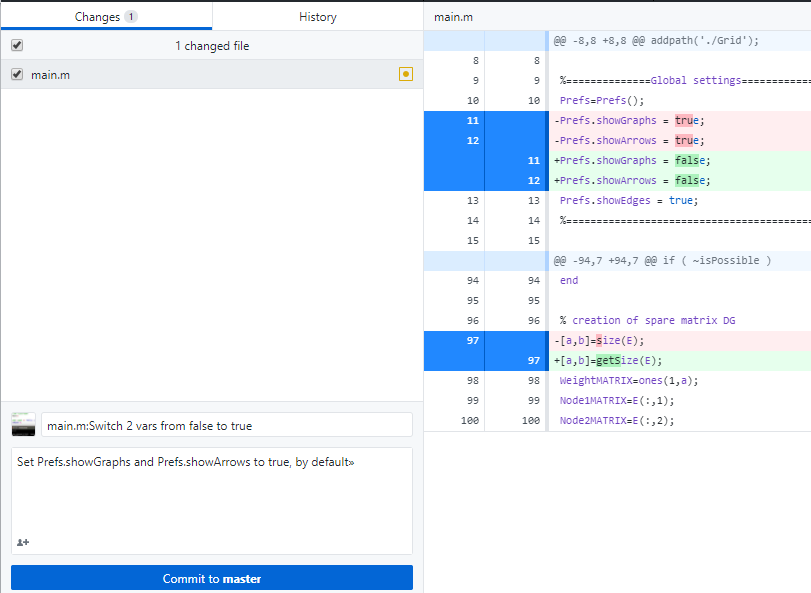 Changes 1 History
1 changed file
main.m
main.m:Switch 2 vars from false to true
Set Prefs.showGraphs and Prefs.showArrows to true, by default»
Commit to master
main.m
@@ -8,8 +8,8 @@ addpath('./Grid');
8 8
9 9 %==============Global settings============
10 10 Prefs=Prefs();
11 -Prefs.showGraphs = true;
12 -Prefs.showArrows = true;
11 +Prefs.showGraphs = false;
12 +Prefs.showArrows = false;
13 13 Prefs.showEdges = true;
14 14 %=========================================
15 15
@@ -94,7 +94,7 @@ if ( ~isPossible )
94 94 end
95 95
96 96 % creation of spare matrix DG
97 -[a,b]=size(E);
97 +[a,b]=getSize(E);
98 98 WeightMATRIX=ones(1,a);
99 99 Node1MATRIX=E(:,1);
100 100 Node2MATRIX=E(:,2);